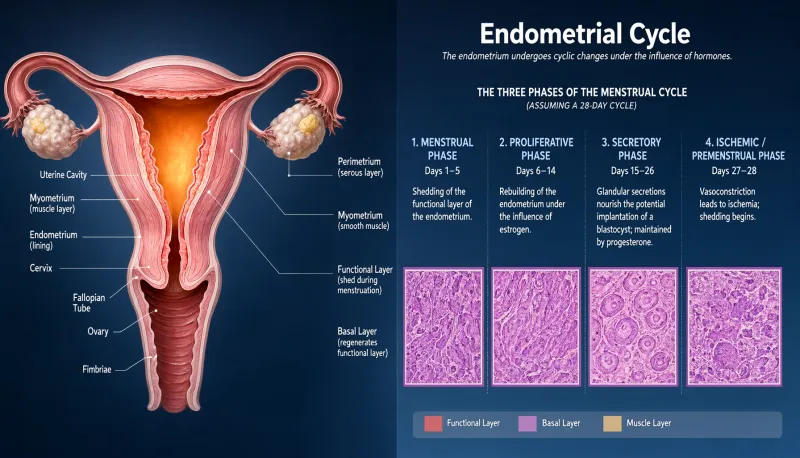 Endometrial Cycle
The endometrium undergoes cyclic changes under the influence of hormones.
THE THREE PHASES OF THE MENSTRUAL CYCLE
(ASSUMING A 28-DAY CYCLE)
1. MENSTRUAL
PHASE
Days 1–5
Shedding of the
functional layer of
the endometrium.
2. PROLIFERATIVE
PHASE
Days 6–14
Rebuilding of the
endometrium under
the influence of
estrogen.
3. SECRETORY
PHASE
Days 15–26
Glandular secretions
nourish the potential
implantation of a
blastocyst; maintained
by progesterone.
4. ISCHEMIC /
PREMENSTRUAL PHASE
Days 27–28
Vasoconstriction
leads to ischemia;
shedding begins.
Uterine Cavity
Myometrium
(muscle layer)
Endometrium
(lining)
Cervix
Fallopian
Tube
Ovary
Fimbriae
Perimetrium
(serous layer)
Myometrium
(smooth muscle)
Functional Layer
(shed during
menstruation)
Basal Layer
(regenerates
functional layer)
Functional Layer
Basal Layer
Muscle Layer